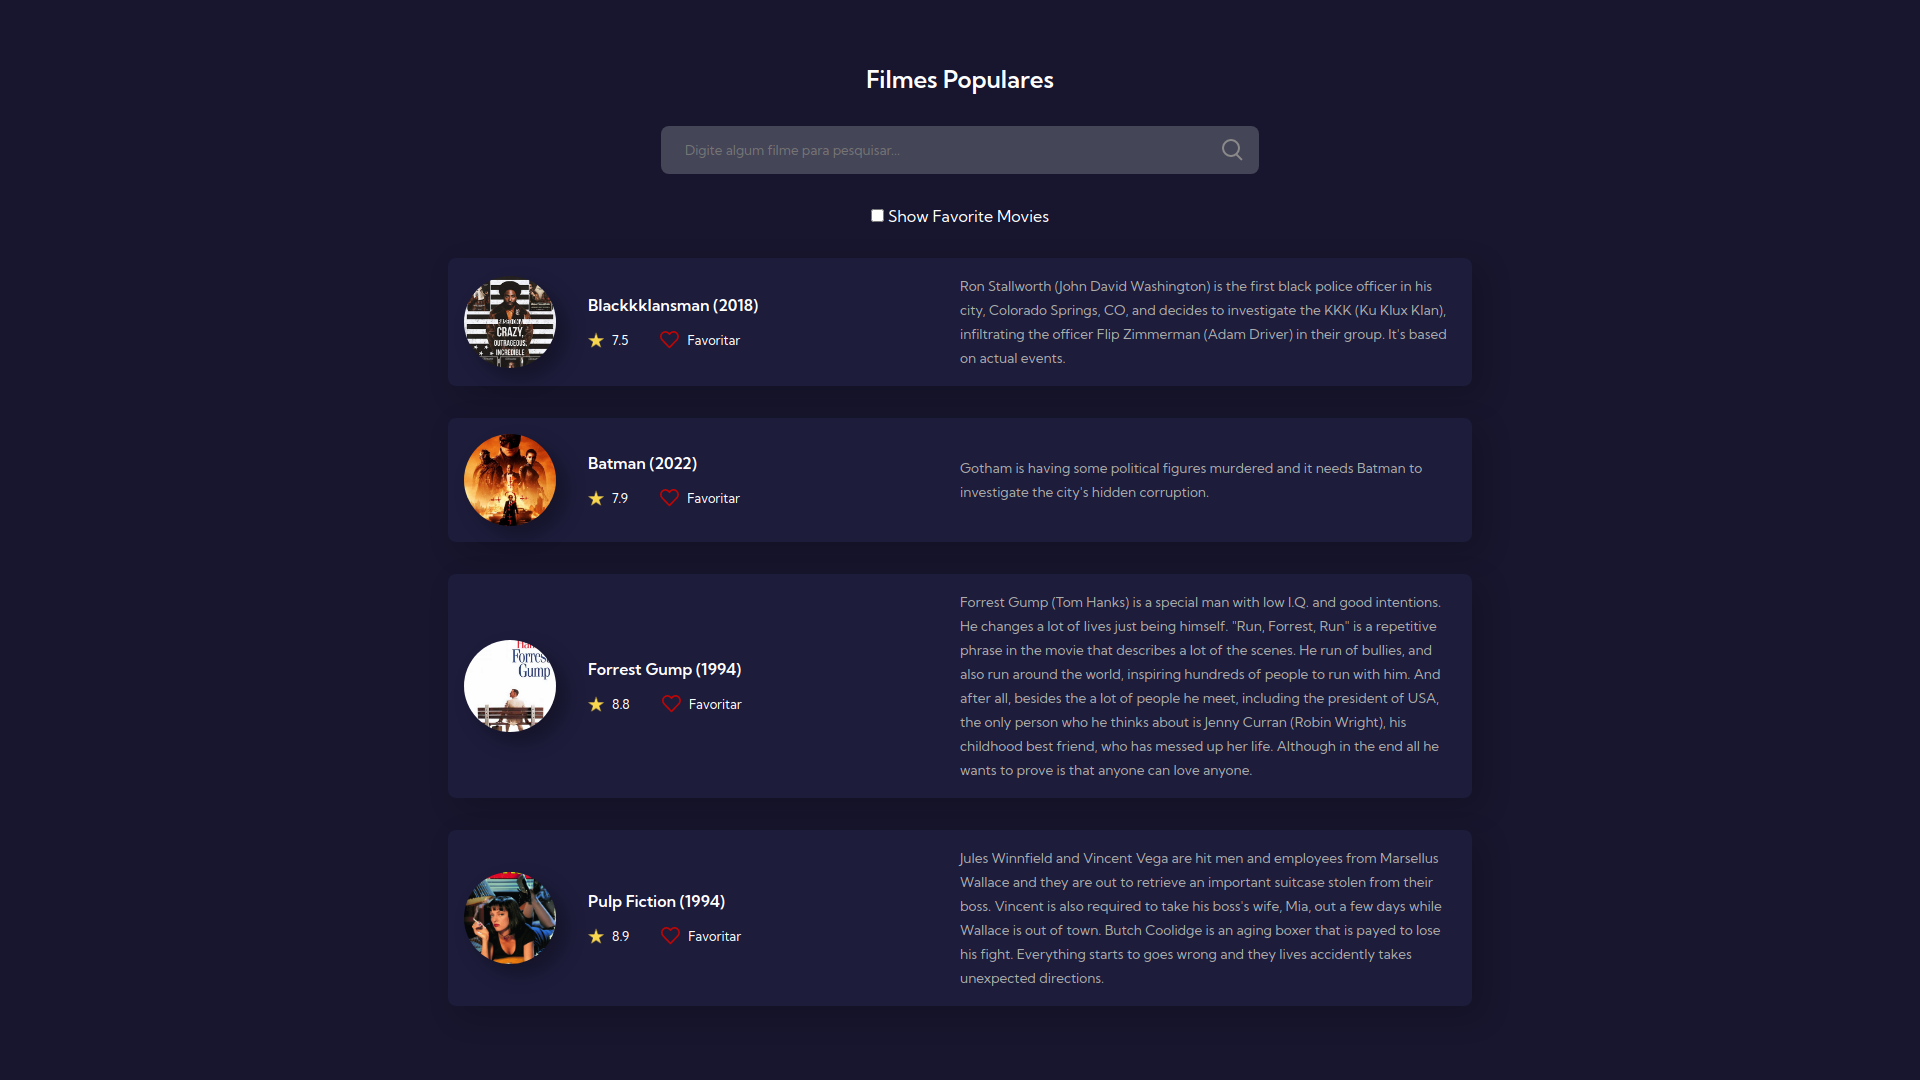 Filmes Populares
Digite algum filme para pesquisar...
Show Favorite Movies
BASED ON A
CRAZY,
OUTRAGEOUS,
INCREDIBLE
Blackkklansman (2018)
7.5 Favoritar
Ron Stallworth (John David Washington) is the first black police officer in his
city, Colorado Springs, CO, and decides to investigate the KKK (Ku Klux Klan),
infiltrating the officer Flip Zimmerman (Adam Driver) in their group. It's based
on actual events.
Batman (2022)
7.9 Favoritar
Gotham is having some political figures murdered and it needs Batman to
investigate the city's hidden corruption.
Forrest
Gump
Forrest Gump (1994)
8.8 Favoritar
Forrest Gump (Tom Hanks) is a special man with low I.Q. and good intentions.
He changes a lot of lives just being himself. "Run, Forrest, Run" is a repetitive
phrase in the movie that describes a lot of the scenes. He run of bullies, and
also run around the world, inspiring hundreds of people to run with him. And
after all, besides the a lot of people he meet, including the president of USA,
the only person who he thinks about is Jenny Curran (Robin Wright), his
childhood best friend, who has messed up her life. Although in the end all he
wants to prove is that anyone can love anyone.
Pulp Fiction (1994)
8.9 Favoritar
Jules Winnfield and Vincent Vega are hit men and employees from Marsellus
Wallace and they are out to retrieve an important suitcase stolen from their
boss. Vincent is also required to take his boss's wife, Mia, out a few days while
Wallace is out of town. Butch Coolidge is an aging boxer that is payed to lose
his fight. Everything starts to goes wrong and they lives accidently takes
unexpected directions.